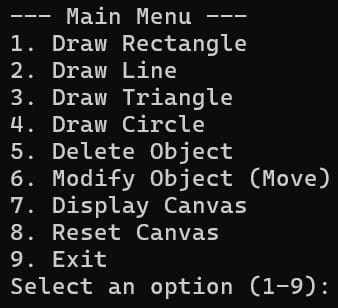 --- Main Menu ---
1. Draw Rectangle
2. Draw Line
3. Draw Triangle
4. Draw Circle
5. Delete Object
6. Modify Object (Move)
7. Display Canvas
8. Reset Canvas
9. Exit
Select an option (1-9):